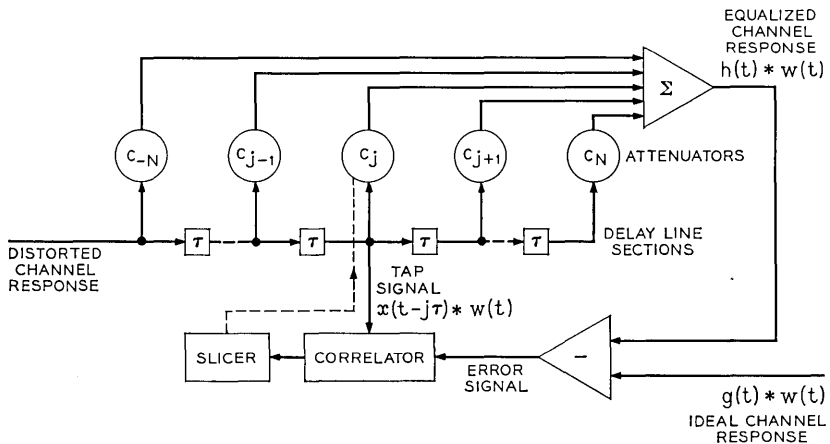 EQUALIZED
CHANNEL
RESPONSE
h(t) * w(t)
Σ
C-N
Cj-1
Cj
Cj+1
CN
ATTENUATORS
τ
τ
τ
τ
DELAY LINE
SECTIONS
DISTORTED
CHANNEL
RESPONSE
TAP
SIGNAL
x(t-jτ) * w(t)
SLICER
CORRELATOR
ERROR
SIGNAL
−
g(t) * w(t)
IDEAL CHANNEL
RESPONSE